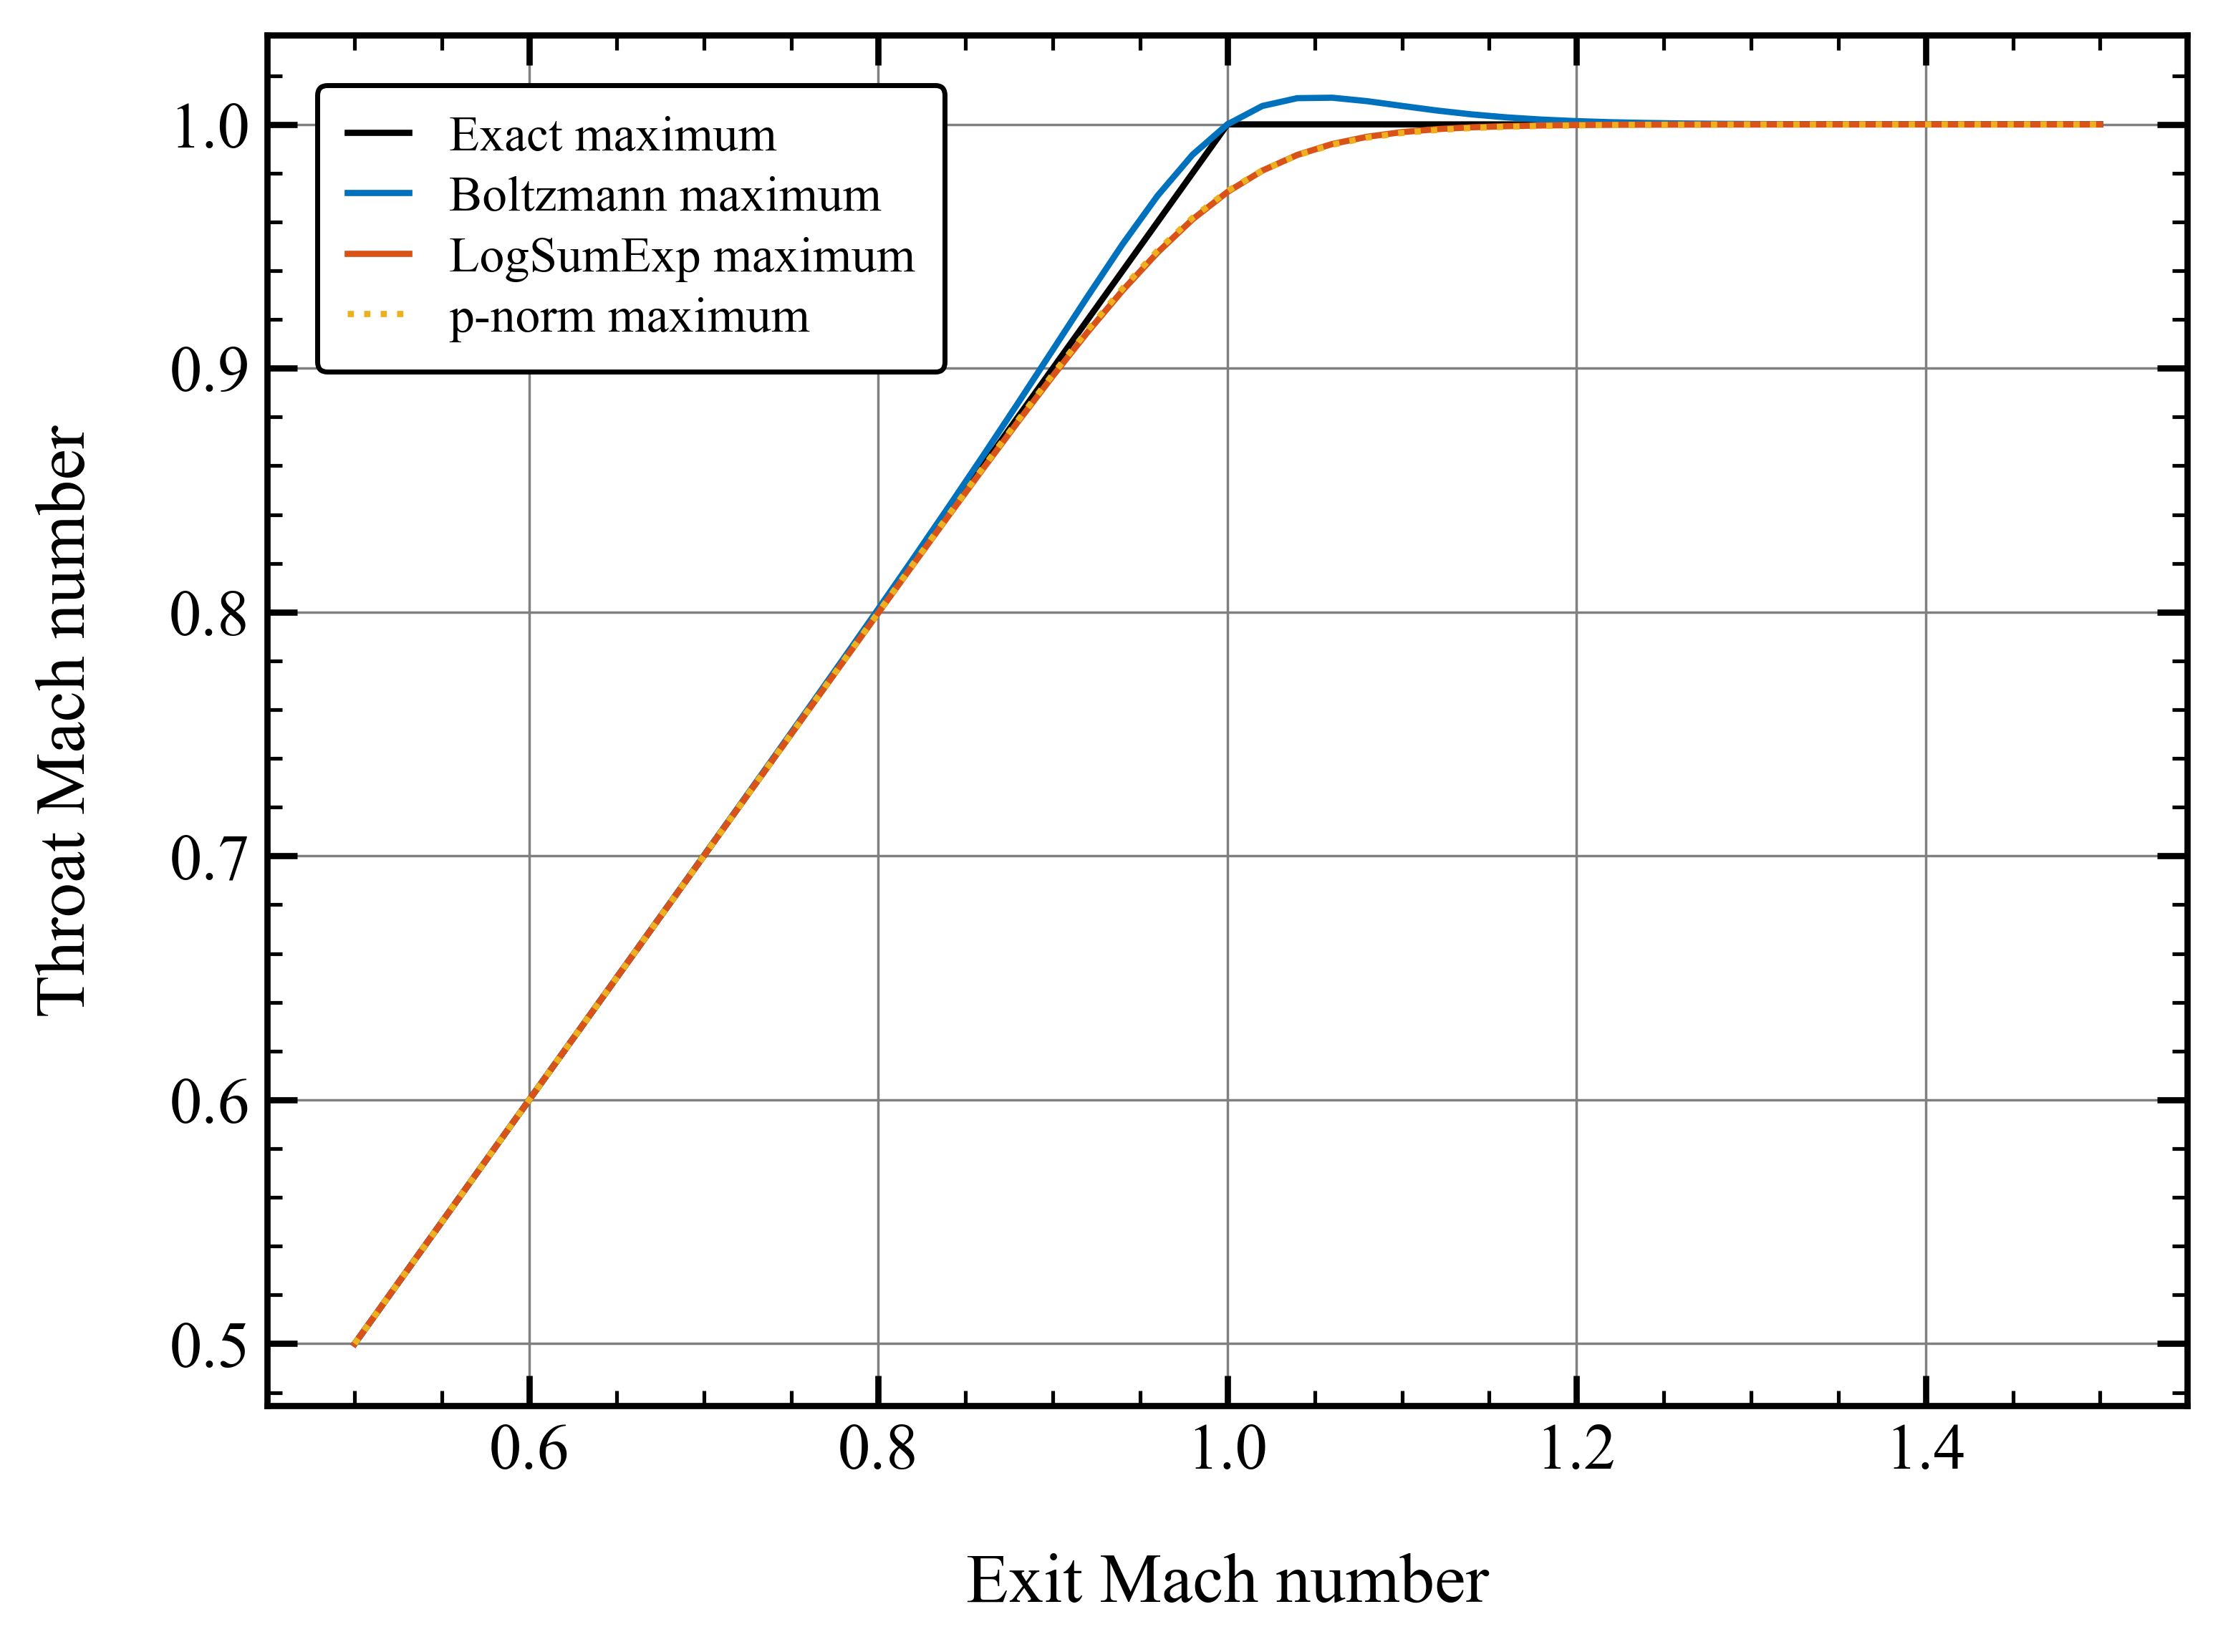 Exact maximum
Boltzmann maximum
LogSumExp maximum
p-norm maximum
1.0
0.9
0.8
0.7
0.6
0.5
Throat Mach number
0.6 0.8 1.0 1.2 1.4
Exit Mach number